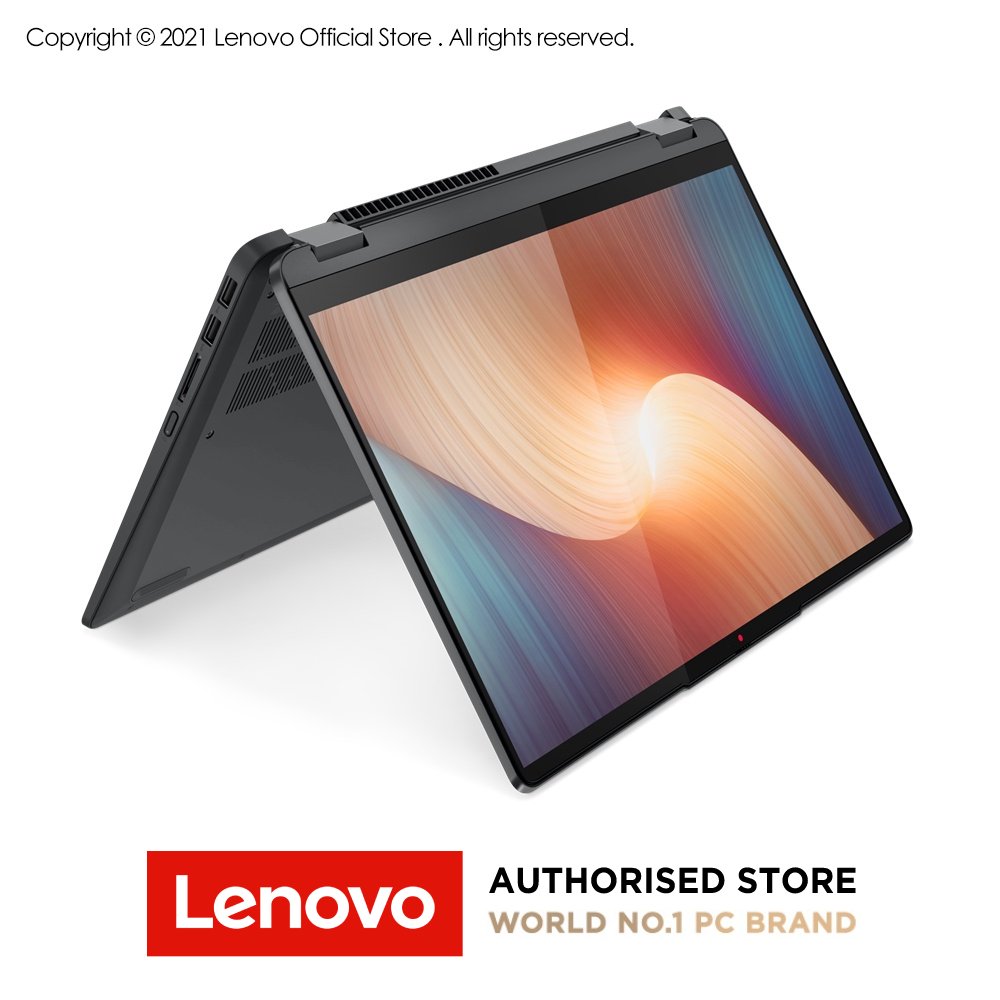 Copyright © 2021 Lenovo Official Store . All rights reserved.
Lenovo
AUTHORISED STORE
WORLD NO.1 PC BRAND